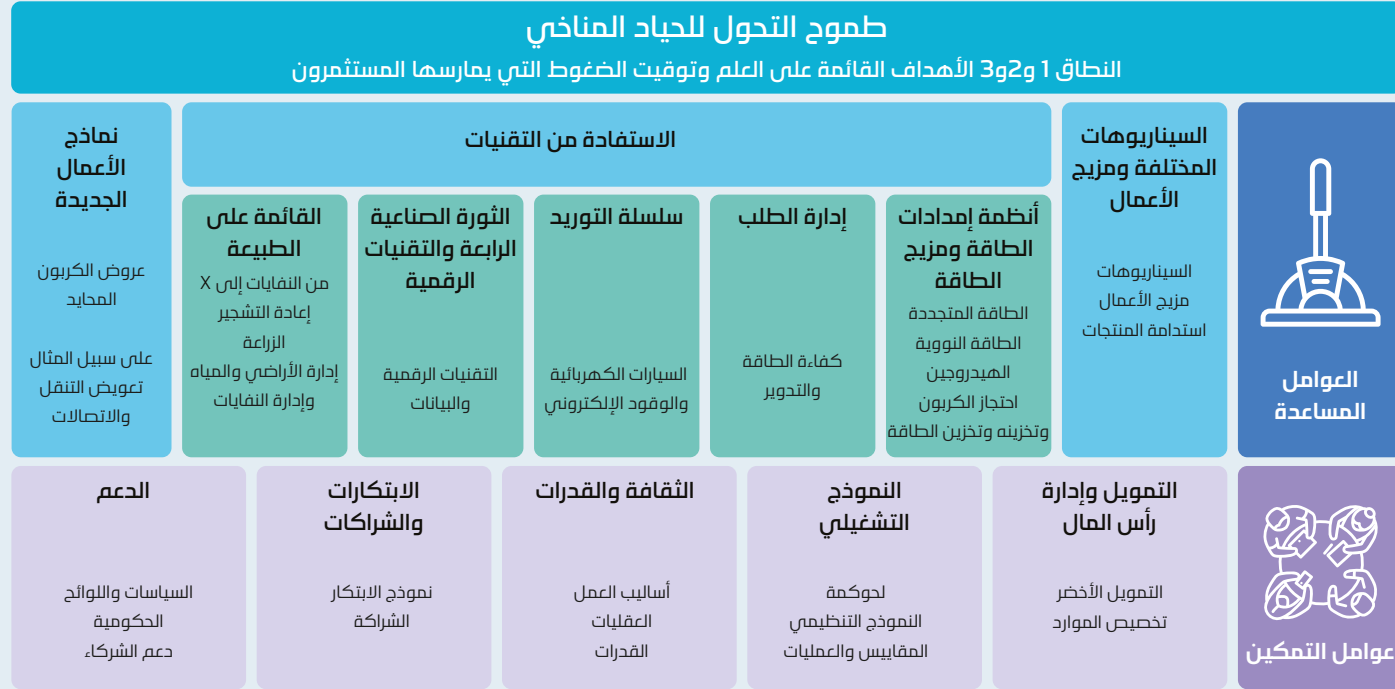 طموح التحول للحياد المناخي
النطاق 1 و2و3 الأهداف القائمة على العلم وتوقيت الضغوط التي يمارسها المستثمرون
العوامل
المساعدة
السيناريوهات
المختلفة ومزيج
الأعمال
السيناريوهات
مزيج الأعمال
استدامة المنتجات
الاستفادة من التقنيات
أنظمة إمدادات
الطاقة ومزيج
الطاقة
الطاقة المتجددة
الطاقة النووية
الهيدروجين
احتجاز الكربون
وتخزينه وتخزين الطاقة
إدارة الطلب
كفاءة الطاقة
والتدوير
سلسلة التوريد
السيارات الكهربائية
والوقود الإلكتروني
الثورة الصناعية
الرابعة والتقنيات
الرقمية
التقنيات الرقمية
والبيانات
القائمة على
الطبيعة
من النفايات إلى X
إعادة التشجير
الزراعة
إدارة الأراضي والمياه
وإدارة النفايات
نماذج
الأعمال
الجديدة
عروض الكربون
المحايد
على سبيل المثال
تعويض التنقل
والاتصالات
عوامل التمكين
التمويل وإدارة
رأس المال
التمويل الأخضر
تخصيص الموارد
النموذج
التشغيلي
لحوكمة
النموذج التنظيمي
المقاييس والعمليات
الثقافة والقدرات
أساليب العمل
العقليات
القدرات
الابتكارات
والشراكات
نموذج الابتكار
الشراكة
الدعم
السياسات واللوائح
الحكومية
دعم الشركاء